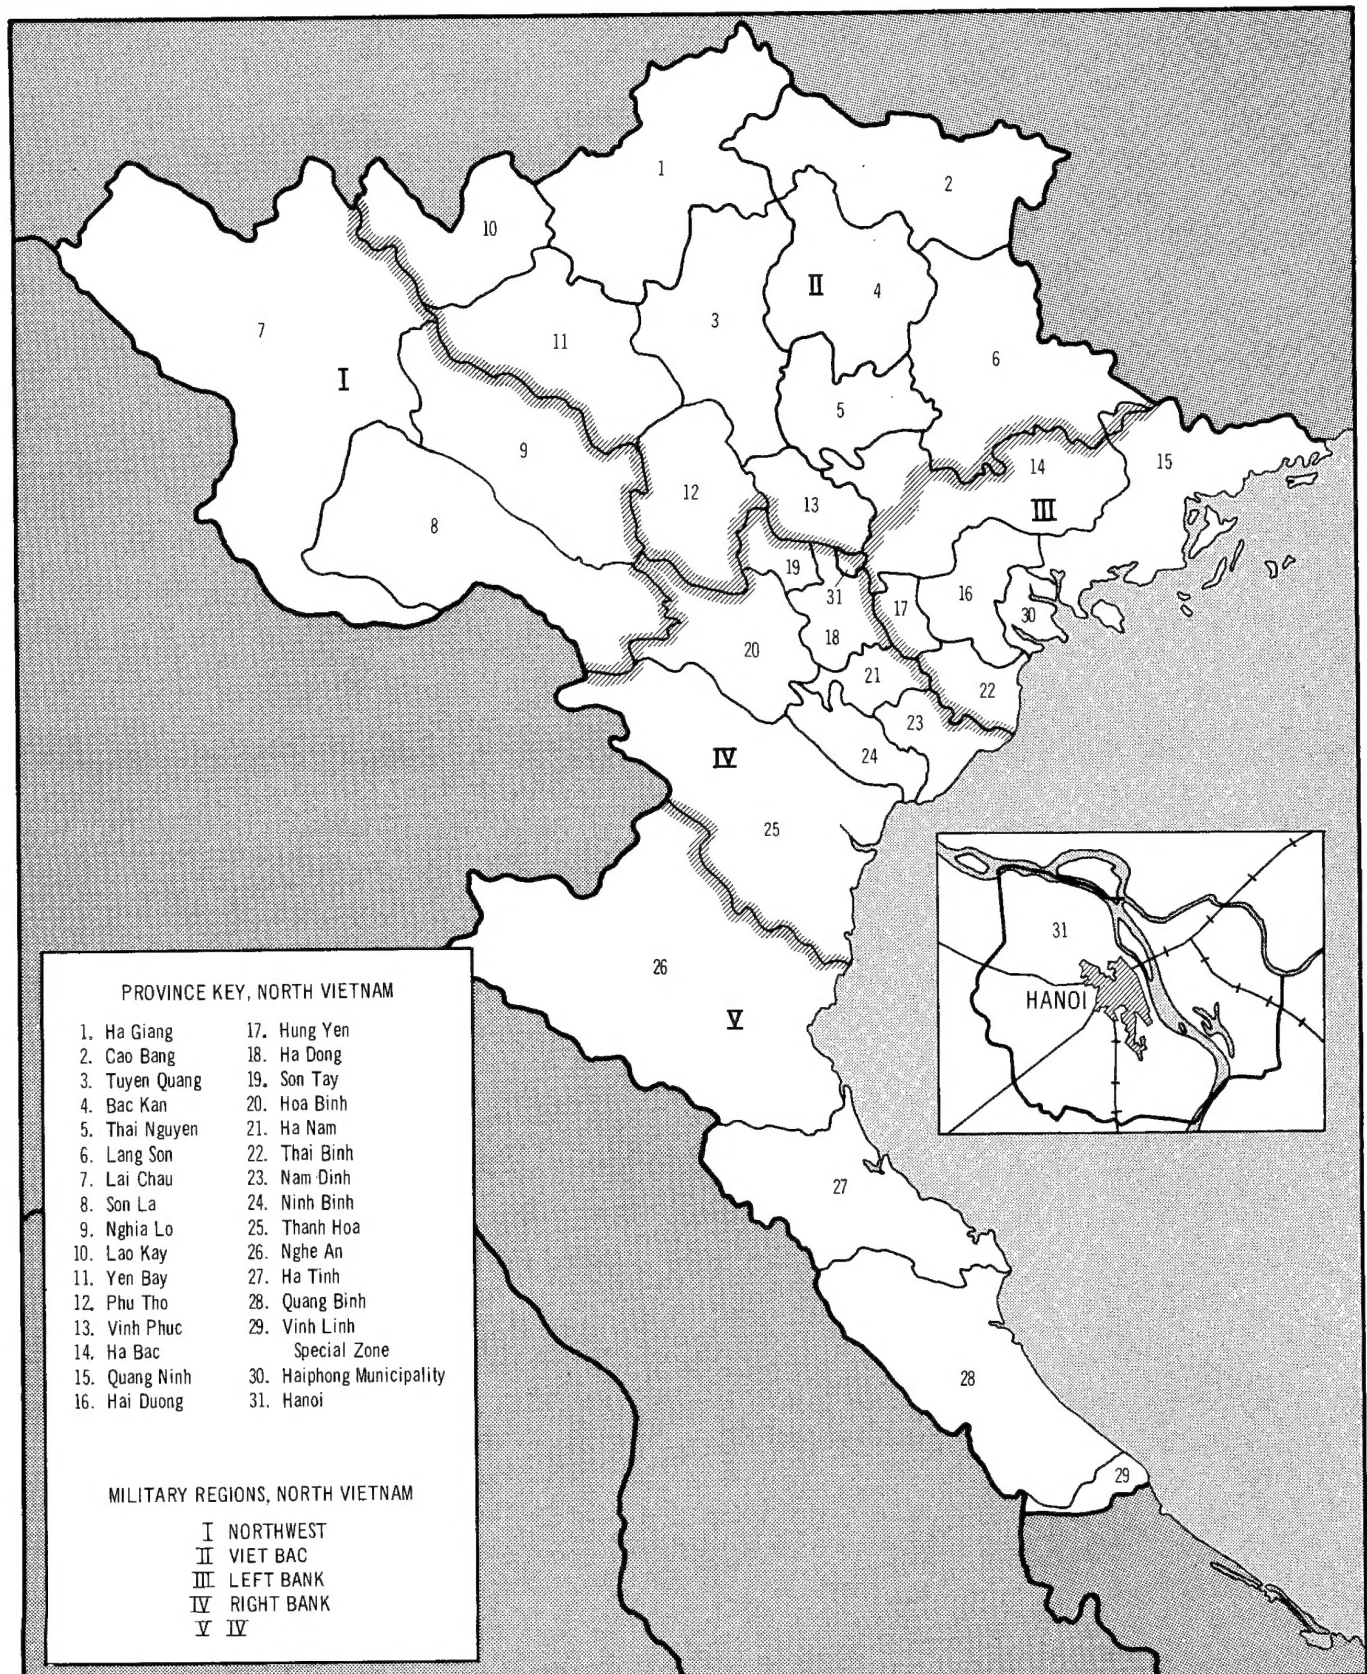 1
2
10
II
4
3
7
11
6
I
5
9
14
15
12
13
III
8
19
31
16
17
30
18
20
21
22
23
IV
24
25
31
HANOI
26
V
27
28
29
PROVINCE KEY, NORTH VIETNAM
1. Ha Giang
2. Cao Bang
3. Tuyen Quang
4. Bac Kan
5. Thai Nguyen
6. Lang Son
7. Lai Chau
8. Son La
9. Nghia Lo
10. Lao Kay
11. Yen Bay
12. Phu Tho
13. Vinh Phuc
14. Ha Bac
15. Quang Ninh
16. Hai Duong
17. Hung Yen
18. Ha Dong
19. Son Tay
20. Hoa Binh
21. Ha Nam
22. Thai Binh
23. Nam Dinh
24. Ninh Binh
25. Thanh Hoa
26. Nghe An
27. Ha Tinh
28. Quang Binh
29. Vinh Linh
Special Zone
30. Haiphong Municipality
31. Hanoi
MILITARY REGIONS, NORTH VIETNAM
I NORTHWEST
II VIET BAC
III LEFT BANK
IV RIGHT BANK
V IV